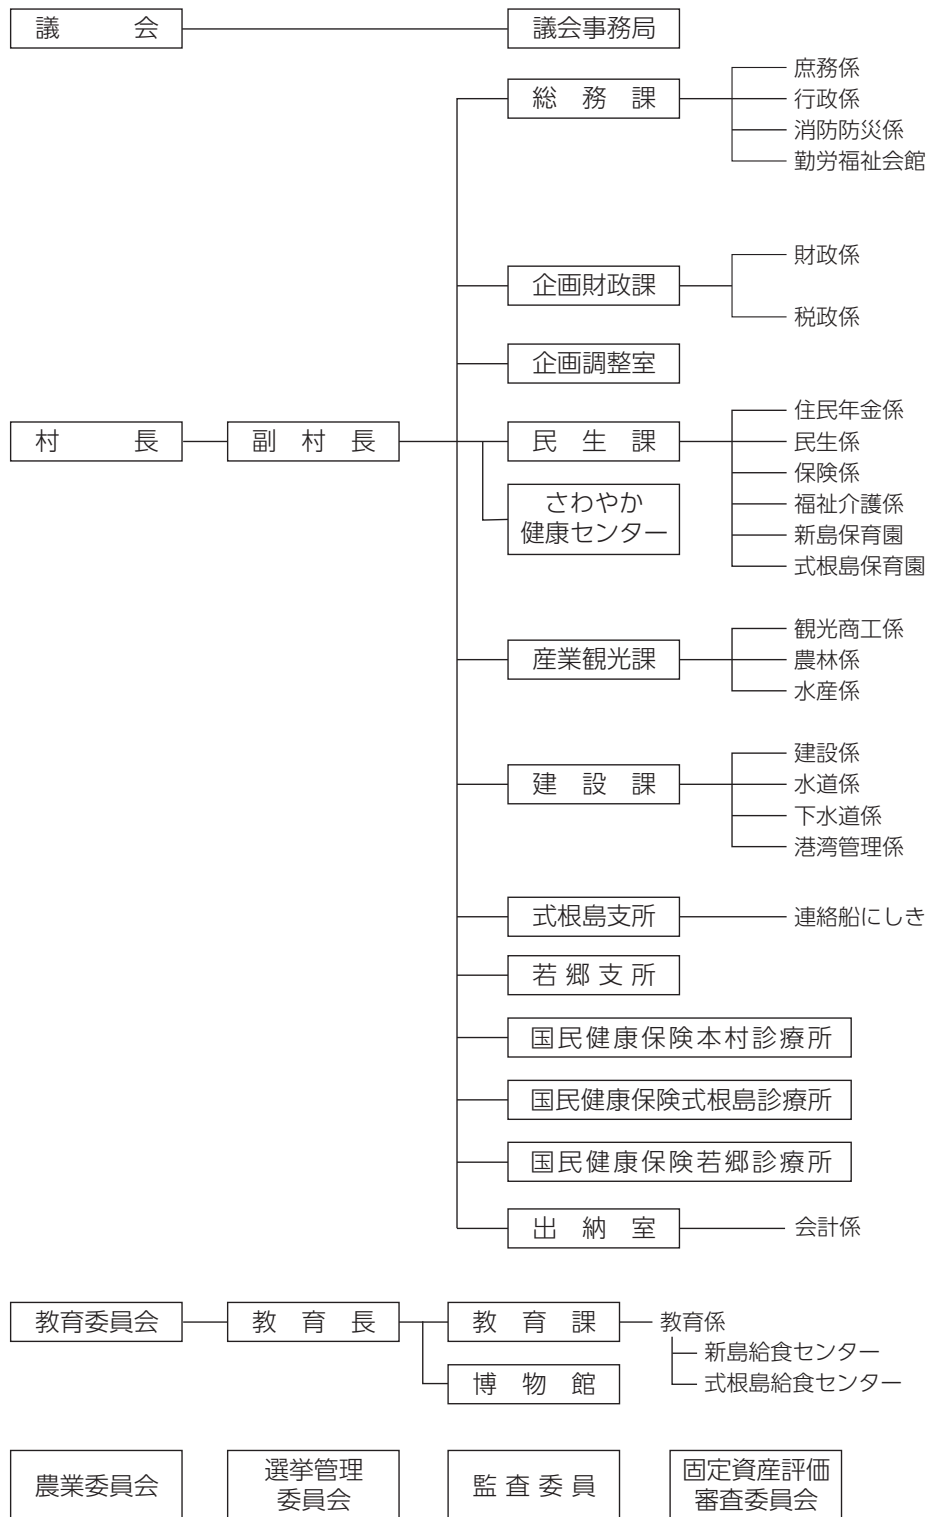 議会
議会事務局
総務課
庶務係
行政係
消防防災係
勤労福祉会館
企画財政課
財政係
税政係
企画調整室
村長
副村長
民生課
住民年金係
民生係
保険係
福祉介護係
新島保育園
式根島保育園
さわやか
健康センター
産業観光課
観光商工係
農林係
水産係
建設課
建設係
水道係
下水道係
港湾管理係
式根島支所
連絡船にしき
若郷支所
国民健康保険本村診療所
国民健康保険式根島診療所
国民健康保険若郷診療所
出納室
会計係
教育委員会
教育長
教育課
教育係
新島給食センター
式根島給食センター
博物館
農業委員会
選挙管理
委員会
監査委員
固定資産評価
審査委員会